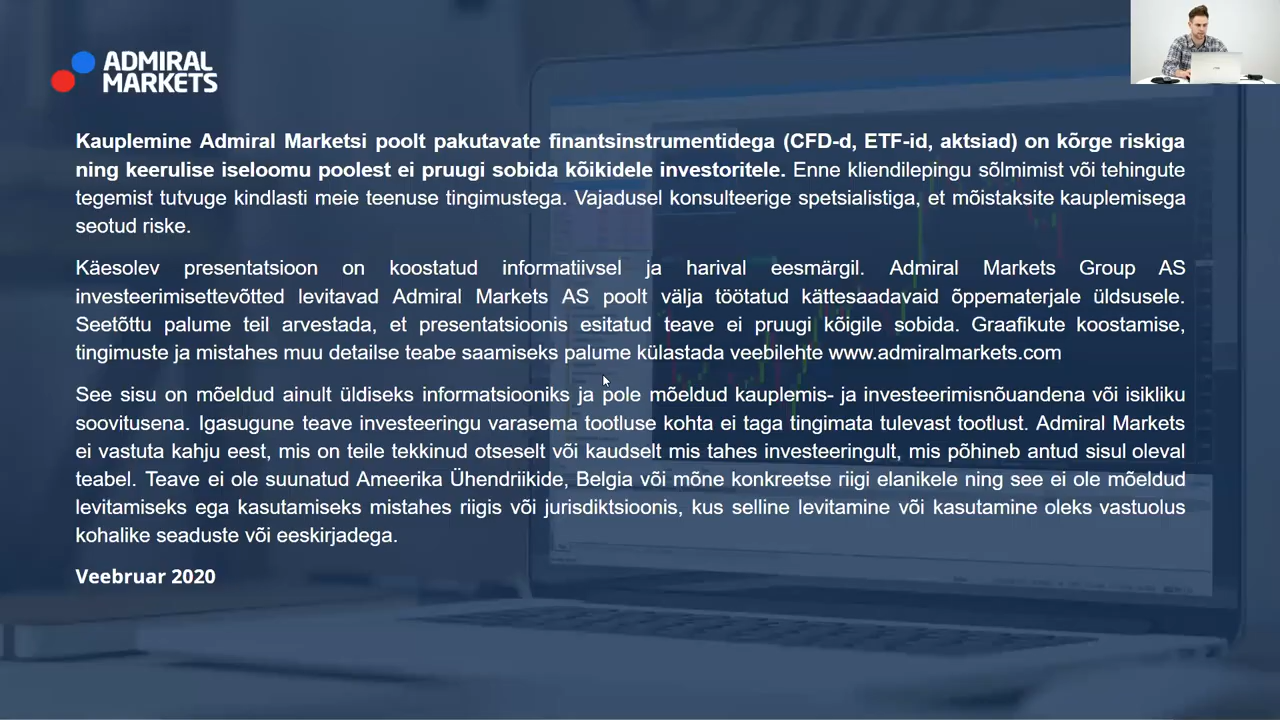 ADMIRAL
MARKETS
Kauplemine Admiral Marketsi poolt pakutavate finantsinstrumentidega (CFD-d, ETF-id, aktsiad) on kõrge riskiga
ning keerulise iseloomu poolest ei pruugi sobida kõikidele investoritele. Enne kliendilepingu sõlmimist või tehingute
tegemist tutvuge kindlasti meie teenuse tingimustega. Vajadusel konsulteerige spetsialistiga, et mõistaksite kauplemisega
seotud riske.
Käesolev presentatsioon on koostatud informatiivsel ja harival eesmärgil. Admiral Markets Group AS
investeerimisettevõtted levitavad Admiral Markets AS poolt välja töötatud kättesaadavaid õppematerjale üldsusele.
Seetõttu palume teil arvestada, et presentatsioonis esitatud teave ei pruugi kõigile sobida. Graafikute koostamise,
tingimuste ja mistahes muu detailse teabe saamiseks palume külastada veebilehte www.admiralmarkets.com
See sisu on mõeldud ainult üldiseks informatsiooniks ja pole mõeldud kauplemis- ja investeerimisnõuandena või isikliku
soovitusena. Igasugune teave investeeringu varasema tootluse kohta ei taga tingimata tulevast tootlust. Admiral Markets
ei vastuta kahju eest, mis on teile tekkinud otseselt või kaudselt mis tahes investeeringult, mis põhineb antud sisul oleval
teabel. Teave ei ole suunatud Ameerika Ühendriikide, Belgia või mõne konkreetse riigi elanikele ning see ei ole mõeldud
levitamiseks ega kasutamiseks mistahes riigis või jurisdiktsioonis, kus selline levitamine või kasutamine oleks vastuolus
kohalike seaduste või eeskirjadega.
Veebruar 2020